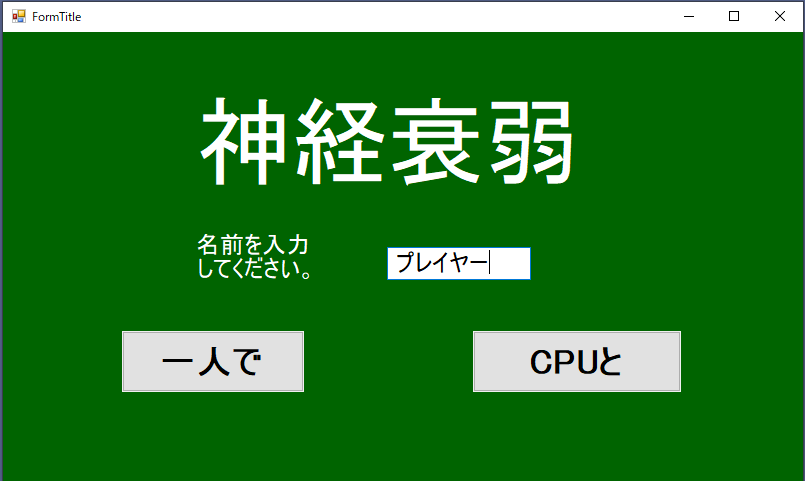 FormTitle
神経衰弱
名前を入力
してください。
プレイヤー
一人で
CPUと